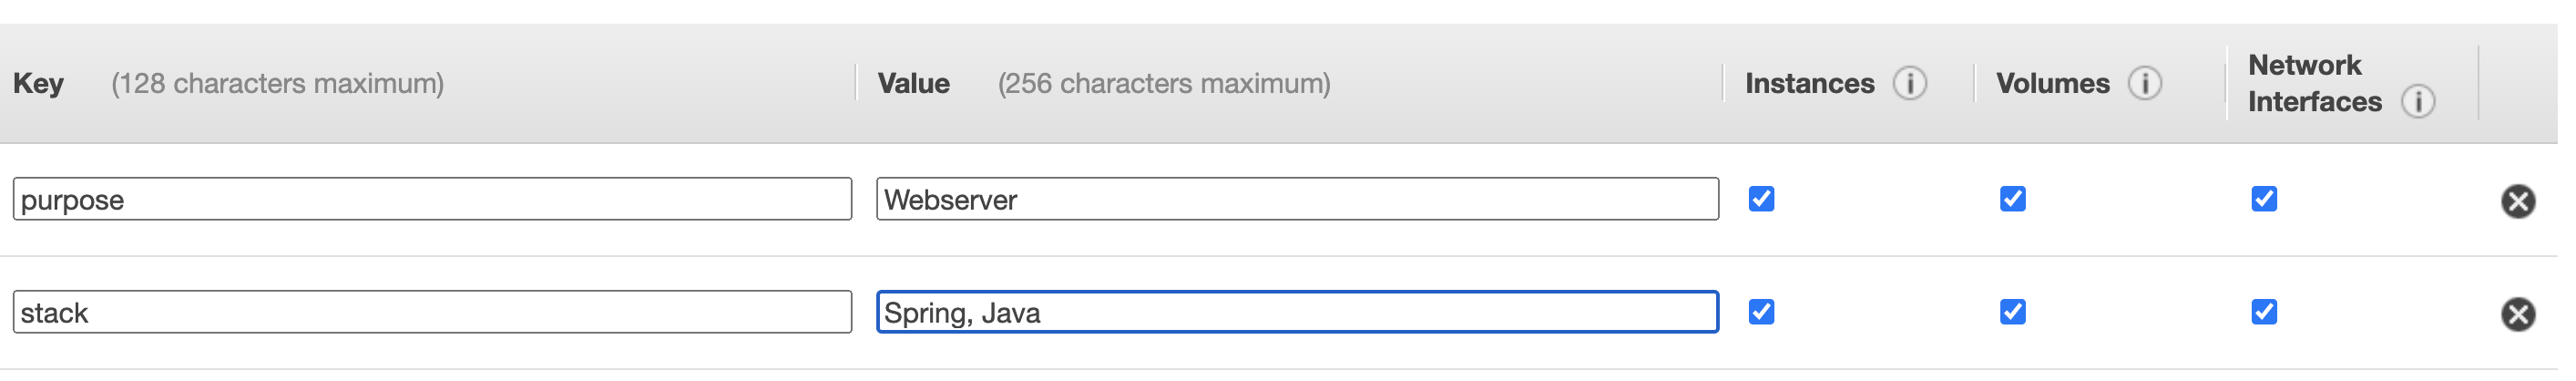 Key (128 characters maximum) Value (256 characters maximum) Instances i Volumes i Network Interfaces i
purpose Webserver
stack Spring, Java